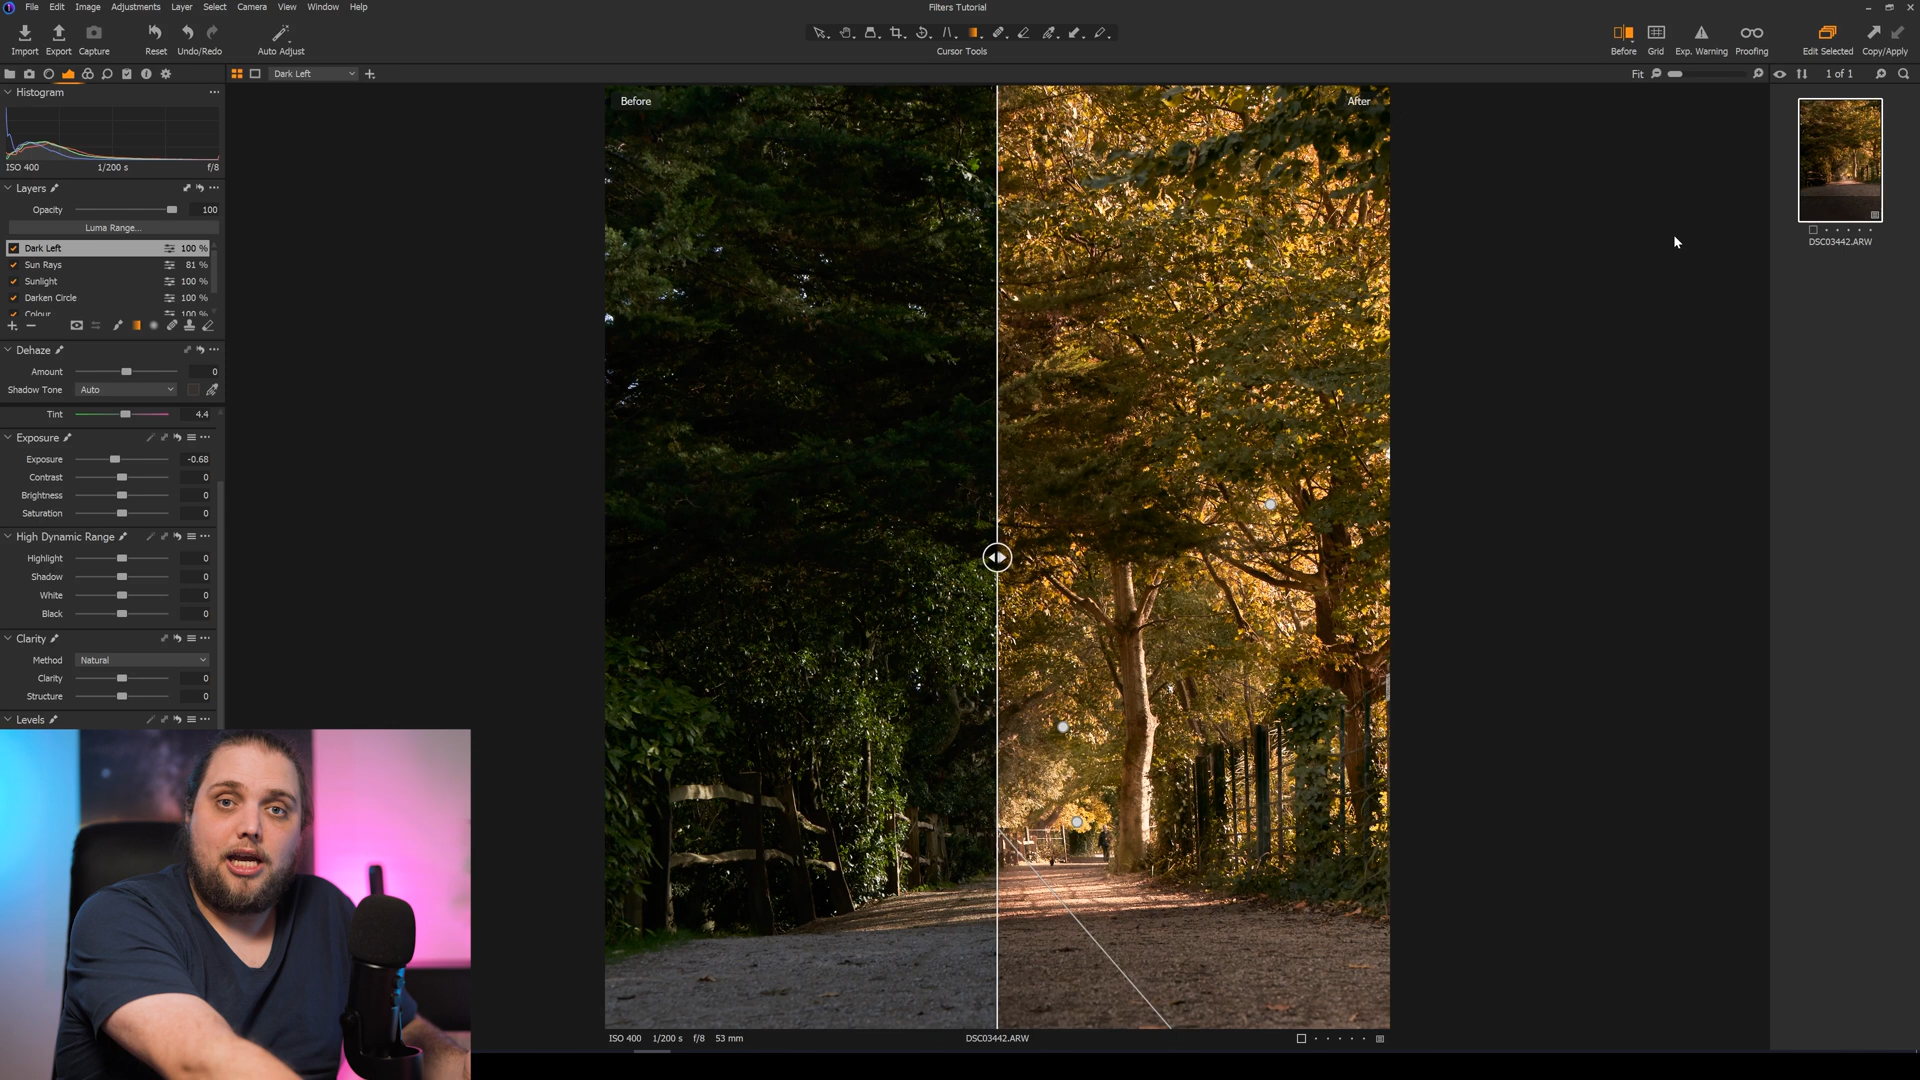 File Edit Image Adjustments Layer Select Camera View Window Help
Filters Tutorial
Import Export Capture Reset Undo/Redo Auto Adjust
Cursor Tools
Before Grid Exp. Warning Proofing Edit Selected Copy/Apply
Dark Left
Fit
1 of 1
Histogram
ISO 400 1/200 s f/8
Layers
Opacity 100
Luma Range...
Dark Left 100 %
Sun Rays 81 %
Sunlight 100 %
Darken Circle 100 %
Colour 100 %
Dehaze
Amount 0
Shadow Tone Auto
Tint 4.4
Exposure
Exposure -0.68
Contrast 0
Brightness 0
Saturation 0
High Dynamic Range
Highlight 0
Shadow 0
White 0
Black 0
Clarity
Method Natural
Clarity 0
Structure 0
Levels
Before
After
ISO 400 1/200 s f/8 53 mm
DSC03442.ARW
DSC03442.ARW